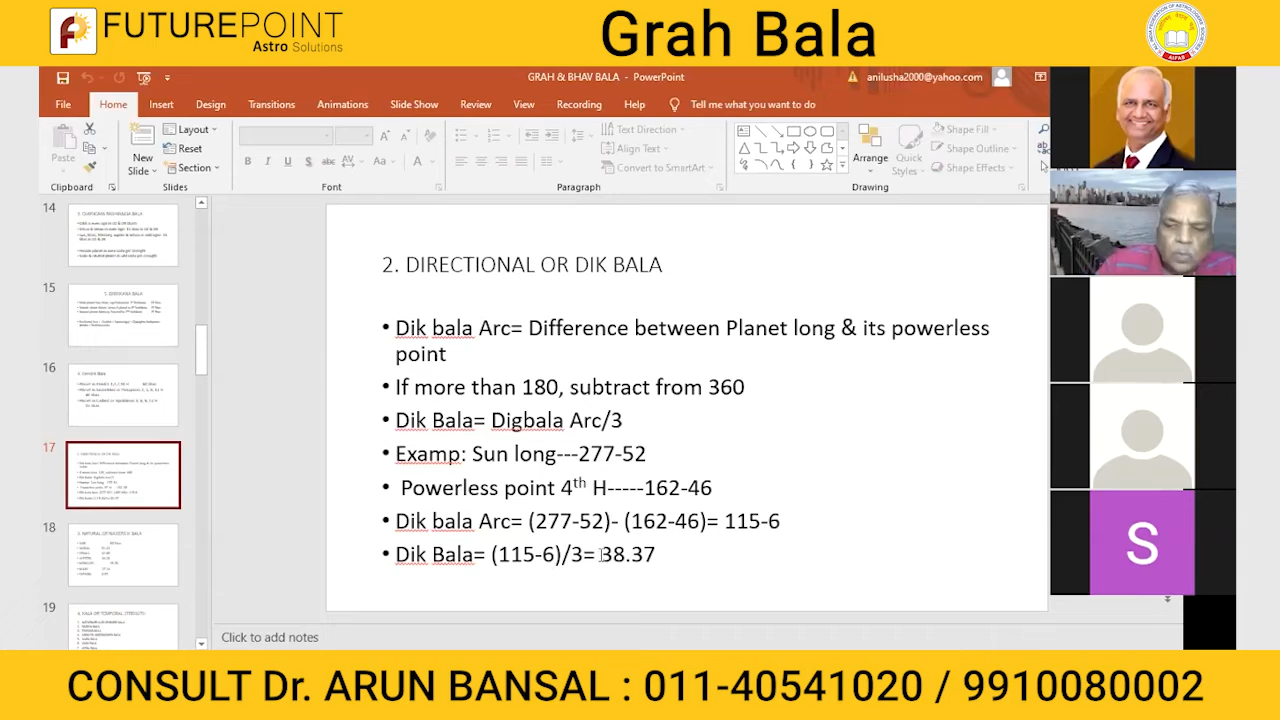 FUTUREPOINT
Astro Solutions
Grah Bala
GRAH & BHAV BALA - PowerPoint
anilusha2000@yahoo.com
File Home Insert Design Transitions Animations Slide Show Review View Recording Help Tell me what you want to do
Paste
New
Slide
Layout
Reset
Section
Text Direction
Align Text
Convert to SmartArt
Arrange
Quick
Styles
Shape Fill
Shape Outline
Shape Effects
Clipboard Slides Font Paragraph Drawing
14
15
16
17
18
19
2. DIRECTIONAL OR DIK BALA
• Dik bala Arc= Difference between Planet long & its powerless
point
• If more than 180, subtract from 360
• Dik Bala= Digbala Arc/3
• Examp: Sun long---277-52
• Powerless point 4th H-----162-46
• Dik bala Arc= (277-52)- (162-46)= 115-6
• Dik Bala= (115-6)/3= 38.37
S
Click to add notes
CONSULT Dr. ARUN BANSAL : 011-40541020 / 9910080002